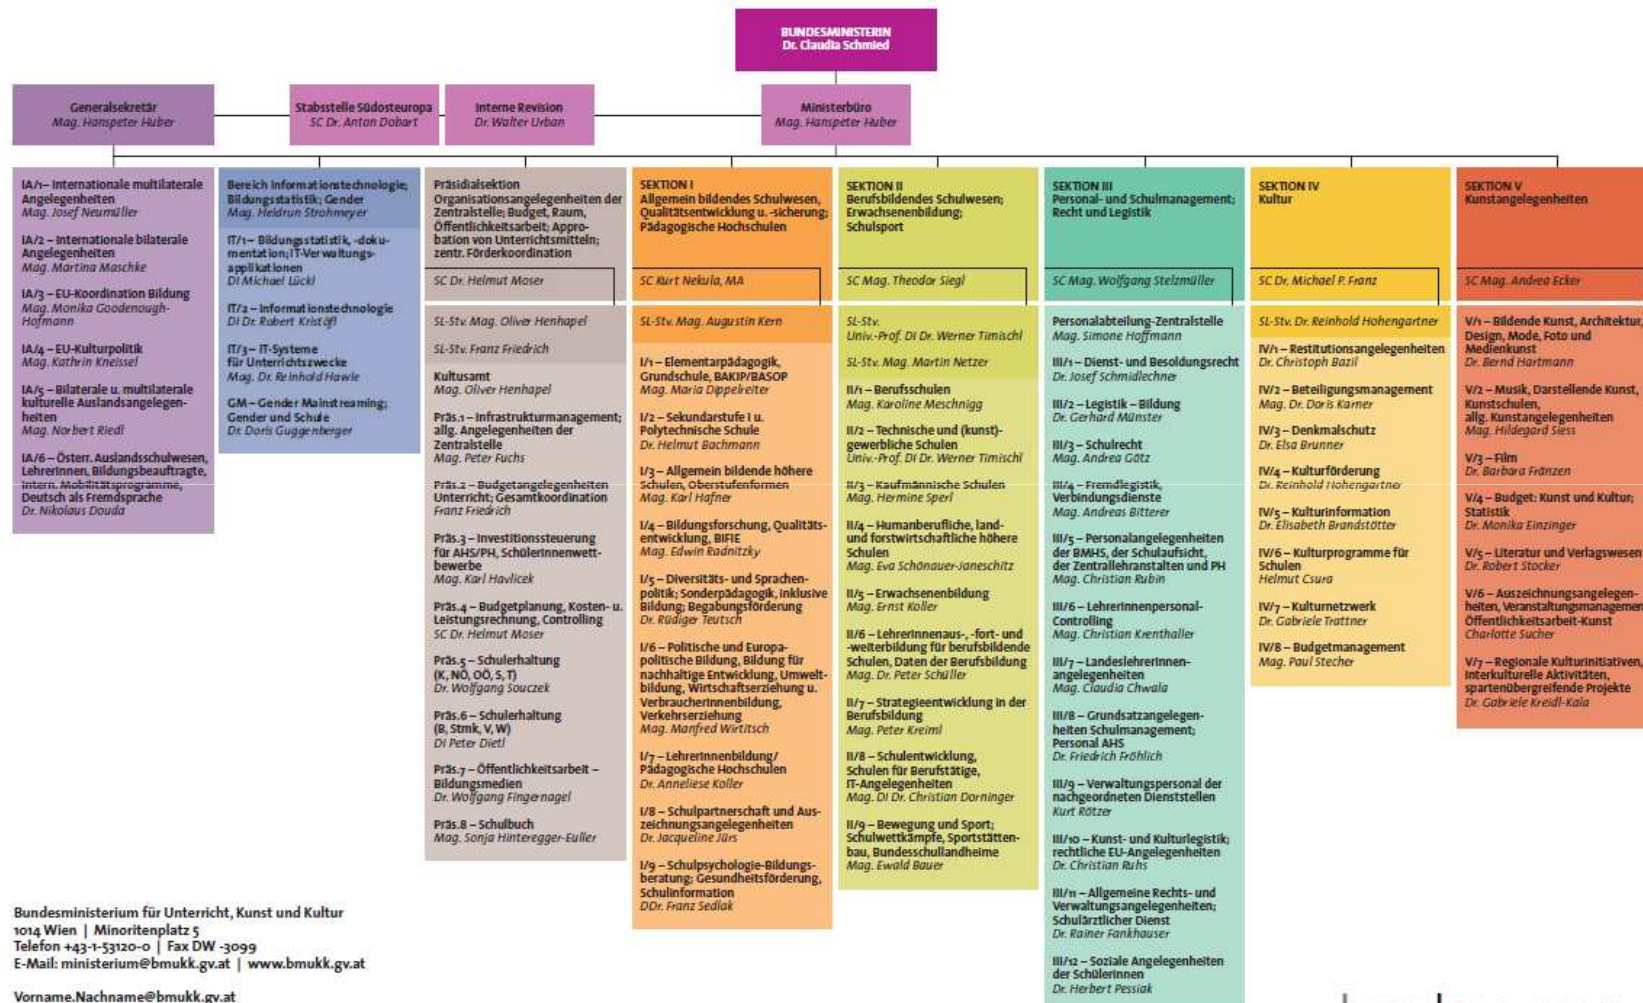 BUNDESMINISTERIN
Dr. Claudia Schmied
Generalsekretär
Mag. Hanspeter Huber
Stabsstelle Südosteuropa
SC Dr. Anton Dobart
Interne Revision
Dr. Walter Urban
Ministerbüro
Mag. Hanspeter Huber
IA/1 – Internationale multilaterale
Angelegenheiten
Mag. Josef Neumüller
IA/2 – Internationale bilaterale
Angelegenheiten
Mag. Martina Maschke
IA/3 – EU-Koordination Bildung
Mag. Monika Goodenough-
Hofmann
IA/4 – EU-Kulturpolitik
Mag. Kathrin Kneissel
IA/5 – Bilaterale u. multilaterale
kulturelle Auslandsangelegen-
heiten
Mag. Norbert Riedl
IA/6 – Österr. Auslandsschulwesen,
LehrerInnen, Bildungsbeauftragte,
Intern. Mobilitätsprogramme,
Deutsch als Fremdsprache
Dr. Nikolaus Douda
Bereich Informationstechnologie;
Bildungsstatistik; Gender
Mag. Heidrun Strohmeyer
IT/1 – Bildungsstatistik, -doku-
mentation; IT-Verwaltungs-
applikationen
DI Michael Lückl
IT/2 – Informationstechnologie
DI Dr. Robert Kristöfl
IT/3 – IT-Systeme
für Unterrichtszwecke
Mag. Dr. Reinhold Hawle
GM – Gender Mainstreaming;
Gender und Schule
Dr. Doris Guggenberger
Präsidialsektion
Organisationsangelegenheiten der
Zentralstelle; Budget, Raum,
Öffentlichkeitsarbeit; Appro-
bation von Unterrichtsmitteln;
zentr. Förderkoordination
SC Dr. Helmut Moser
SL-Stv. Mag. Oliver Henhapel
SL-Stv. Franz Friedrich
Kultusamt
Mag. Oliver Henhapel
Präs.1 – Infrastrukturmanagement;
allg. Angelegenheiten der
Zentralstelle
Mag. Peter Fuchs
Präs.2 – Budgetangelegenheiten
Unterricht; Gesamtkoordination
Franz Friedrich
Präs.3 – Investitionssteuerung
für AHS/PH, SchülerInnenwett-
bewerbe
Mag. Karl Havlicek
Präs.4 – Budgetplanung, Kosten- u.
Leistungsrechnung, Controlling
SC Dr. Helmut Moser
Präs.5 – Schulerhaltung
(K, NÖ, OÖ, S, T)
Dr. Wolfgang Souczek
Präs.6 – Schulerhaltung
(B, Stmk, V, W)
DI Peter Dietl
Präs.7 – Öffentlichkeitsarbeit –
Bildungsmedien
Dr. Wolfgang Fingernagel
Präs.8 – Schulbuch
Mag. Sonja Hinteregger-Euller
SEKTION I
Allgemein bildendes Schulwesen,
Qualitätsentwicklung u. -sicherung;
Pädagogische Hochschulen
SC Kurt Nekula, MA
SL-Stv. Mag. Augustin Kern
I/1 – Elementarpädagogik,
Grundschule, BAKIP/BASOP
Mag. Maria Dippelreiter
I/2 – Sekundarstufe I u.
Polytechnische Schule
Dr. Helmut Bachmann
I/3 – Allgemein bildende höhere
Schulen, Oberstufenformen
Mag. Karl Hafner
I/4 – Bildungsforschung, Qualitäts-
entwicklung, BIFIE
Mag. Edwin Radnitzky
I/5 – Diversitäts- und Sprachen-
politik; Sonderpädagogik, inklusive
Bildung; Begabungsförderung
Dr. Rüdiger Teutsch
I/6 – Politische und Europa-
politische Bildung, Bildung für
nachhaltige Entwicklung, Umwelt-
bildung, Wirtschaftserziehung u.
VerbraucherInnenbildung,
Verkehrserziehung
Mag. Manfred Wirtitsch
I/7 – LehrerInnenbildung/
Pädagogische Hochschulen
Dr. Anneliese Koller
I/8 – Schulpartnerschaft und Aus-
zeichnungsangelegenheiten
Dr. Jacqueline Jürs
I/9 – Schulpsychologie-Bildungs-
beratung; Gesundheitsförderung,
Schulinformation
DDr. Franz Sedlak
SEKTION II
Berufsbildendes Schulwesen;
Erwachsenenbildung;
Schulsport
SC Mag. Theodor Siegl
SL-Stv.
Univ.-Prof. DI Dr. Werner Timischl
SL-Stv. Mag. Martin Netzer
II/1 – Berufsschulen
Mag. Karoline Meschnigg
II/2 – Technische und (kunst)-
gewerbliche Schulen
Univ.-Prof. DI Dr. Werner Timischl
II/3 – Kaufmännische Schulen
Mag. Hermine Sperl
II/4 – Humanberufliche, land-
und forstwirtschaftliche höhere
Schulen
Mag. Eva Schönauer-Janeschitz
II/5 – Erwachsenenbildung
Mag. Ernst Koller
II/6 – LehrerInnenaus-, -fort- und
-weiterbildung für berufsbildende
Schulen, Daten der Berufsbildung
Mag. Dr. Peter Schüller
II/7 – Strategieentwicklung in der
Berufsbildung
Mag. Peter Kreiml
II/8 – Schulentwicklung,
Schulen für Berufstätige,
IT-Angelegenheiten
Mag. DI Dr. Christian Dorninger
II/9 – Bewegung und Sport;
Schulwettkämpfe, Sportstätten-
bau, Bundesschullandheime
Mag. Ewald Bauer
SEKTION III
Personal- und Schulmanagement;
Recht und Legistik
SC Mag. Wolfgang Stelzmüller
Personalabteilung-Zentralstelle
Mag. Simone Hoffmann
III/1 – Dienst- und Besoldungsrecht
Dr. Josef Schmidlechner
III/2 – Legistik – Bildung
Dr. Gerhard Münster
III/3 – Schulrecht
Mag. Andrea Götz
III/4 – Fremdlegistik,
Verbindungsdienste
Mag. Andreas Bitterer
III/5 – Personalangelegenheiten
der BMHS, der Schulaufsicht,
der Zentrallehranstalten und PH
Mag. Christian Rubin
III/6 – LehrerInnenpersonal-
Controlling
Mag. Christian Krenthaller
III/7 – LandeslehrerInnen-
angelegenheiten
Mag. Claudia Chwala
III/8 – Grundsatzangelegen-
heiten Schulmanagement;
Personal AHS
Dr. Friedrich Fröhlich
III/9 – Verwaltungspersonal der
nachgeordneten Dienststellen
Kurt Rötzer
III/10 – Kunst- und Kulturlegistik;
rechtliche EU-Angelegenheiten
Dr. Christian Ruhs
III/11 – Allgemeine Rechts- und
Verwaltungsangelegenheiten;
Schulärztlicher Dienst
Dr. Rainer Fankhauser
III/12 – Soziale Angelegenheiten
der SchülerInnen
Dr. Herbert Pessiak
SEKTION IV
Kultur
SC Dr. Michael P. Franz
SL-Stv. Dr. Reinhold Hohengartner
IV/1 – Restitutionsangelegenheiten
Dr. Christoph Bazil
IV/2 – Beteiligungsmanagement
Mag. Dr. Doris Karner
IV/3 – Denkmalschutz
Dr. Elsa Brunner
IV/4 – Kulturförderung
Dr. Reinhold Hohengartner
IV/5 – Kulturinformation
Dr. Elisabeth Brandstötter
IV/6 – Kulturprogramme für
Schulen
Helmut Csura
IV/7 – Kulturnetzwerk
Dr. Gabriele Trattner
IV/8 – Budgetmanagement
Mag. Paul Stecher
SEKTION V
Kunstangelegenheiten
SC Mag. Andrea Ecker
V/1 – Bildende Kunst, Architektur,
Design, Mode, Foto und
Medienkunst
Dr. Bernd Hartmann
V/2 – Musik, Darstellende Kunst,
Kunstschulen,
allg. Kunstangelegenheiten
Mag. Hildegard Siess
V/3 – Film
Dr. Barbara Fränzen
V/4 – Budget: Kunst und Kultur;
Statistik
Dr. Monika Einzinger
V/5 – Literatur und Verlagswesen
Dr. Robert Stocker
V/6 – Auszeichnungsangelegen-
heiten, Veranstaltungsmanagemen
Öffentlichkeitsarbeit-Kunst
Charlotte Sucher
V/7 – Regionale Kulturinitiativen,
Interkulturelle Aktivitäten,
spartenübergreifende Projekte
Dr. Gabriele Kreidl-Kala
Bundesministerium für Unterricht, Kunst und Kultur
1014 Wien | Minoritenplatz 5
Telefon +43-1-53120-0 | Fax DW -3099
E-Mail: ministerium@bmukk.gv.at | www.bmukk.gv.at
Vorname.Nachname@bmukk.gv.at